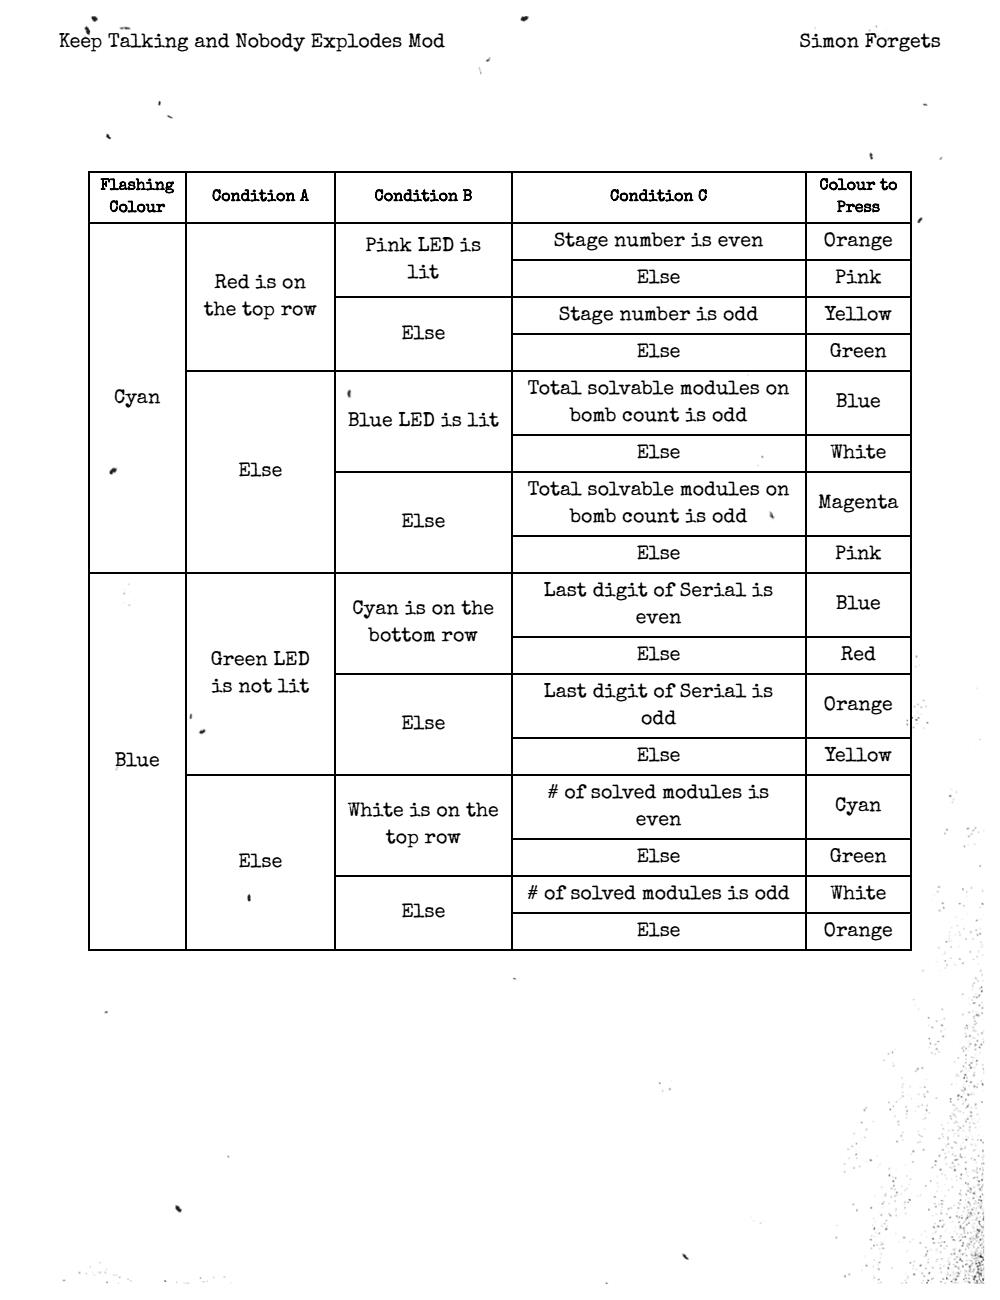 Keep Talking and Nobody Explodes Mod
Simon Forgets
Flashing
Colour
Condition A
Condition B
Condition C
Colour to
Press
Cyan
Red is on
the top row
Pink LED is
lit
Stage number is even
Orange
Else
Pink
Else
Stage number is odd
Yellow
Else
Green
Else
Blue LED is lit
Total solvable modules on
bomb count is odd
Blue
Else
White
Else
Total solvable modules on
bomb count is odd
Magenta
Else
Pink
Blue
Green LED
is not lit
Cyan is on the
bottom row
Last digit of Serial is
even
Blue
Else
Red
Else
Last digit of Serial is
odd
Orange
Else
Yellow
Else
White is on the
top row
# of solved modules is
even
Cyan
Else
Green
Else
# of solved modules is odd
White
Else
Orange